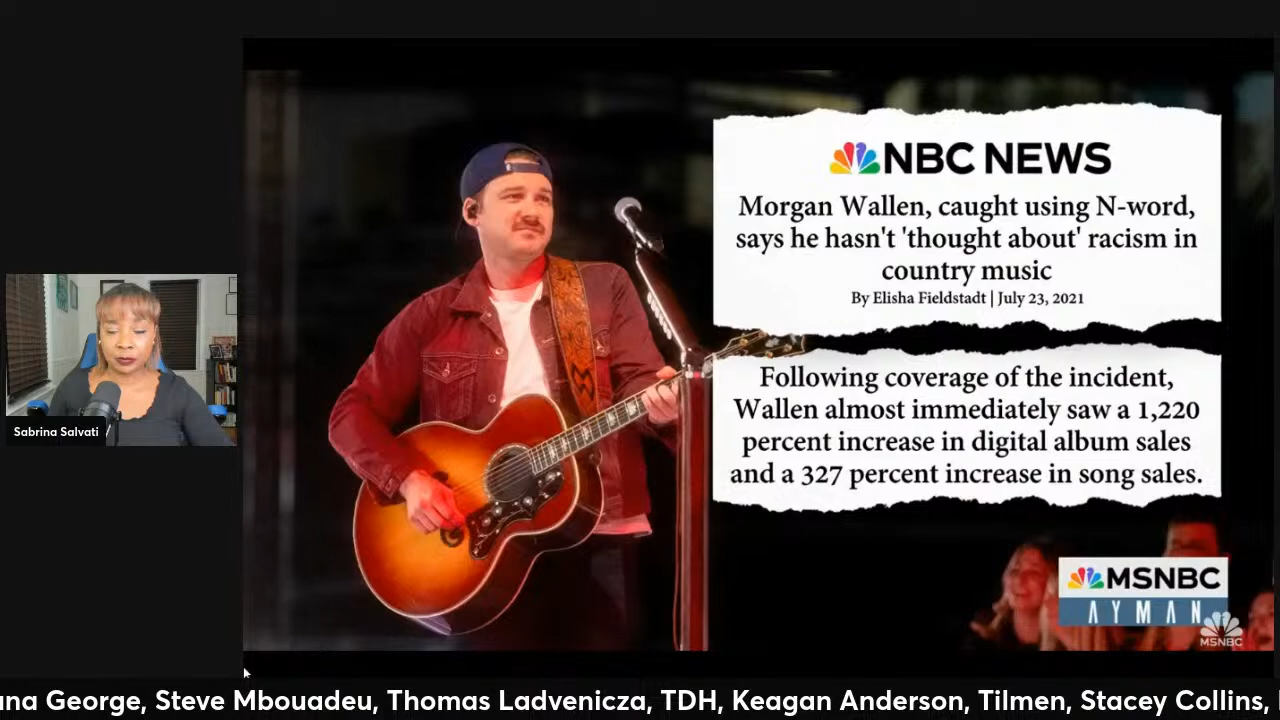 NBC NEWS
Morgan Wallen, caught using N-word,
says he hasn't 'thought about' racism in
country music
By Elisha Fieldstadt | July 23, 2021
Following coverage of the incident,
Wallen almost immediately saw a 1,220
percent increase in digital album sales
and a 327 percent increase in song sales.
Sabrina Salvati
MSNBC
AYMAN
MSNBC
ana George, Steve Mbouadeu, Thomas Ladvenicza, TDH, Keagan Anderson, Tilmen, Stacey Collins,